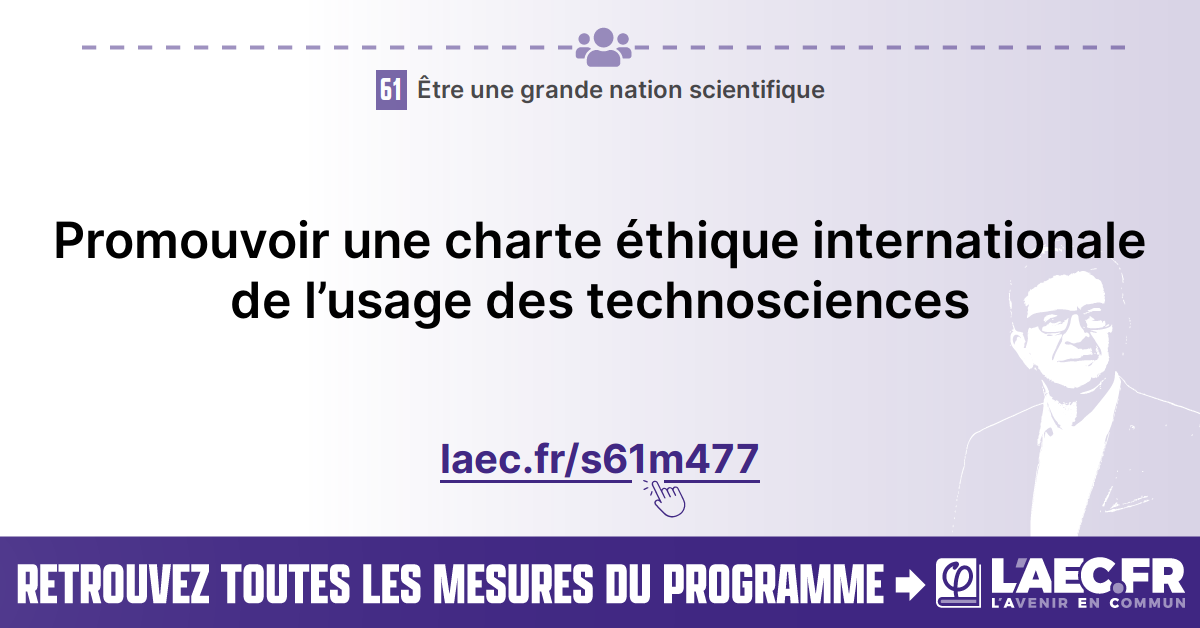 61 Être une grande nation scientifique
Promouvoir une charte éthique internationale
de l’usage des technosciences
laec.fr/s61m477
RETROUVEZ TOUTES LES MESURES DU PROGRAMME
φ L'AEC.FR
L'AVENIR EN COMMUN